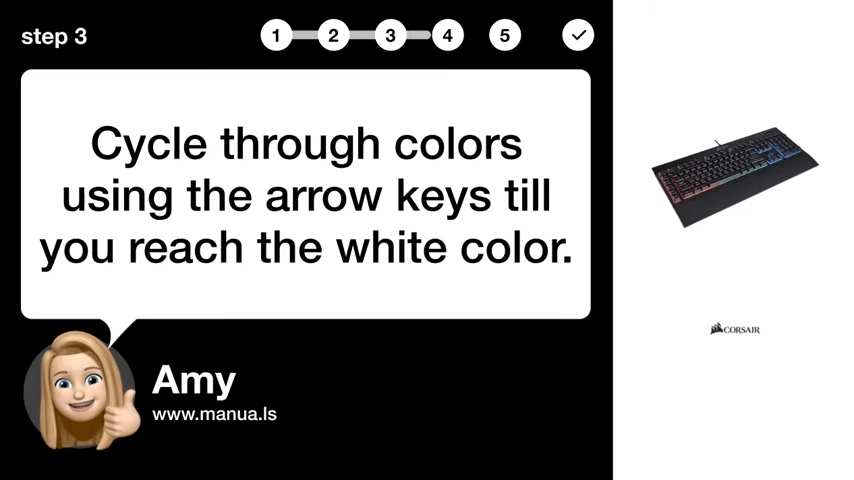 step 3
1 2 3 4 5
Cycle through colors
using the arrow keys till
you reach the white color.
Amy
www.manua.ls
CORSAIR